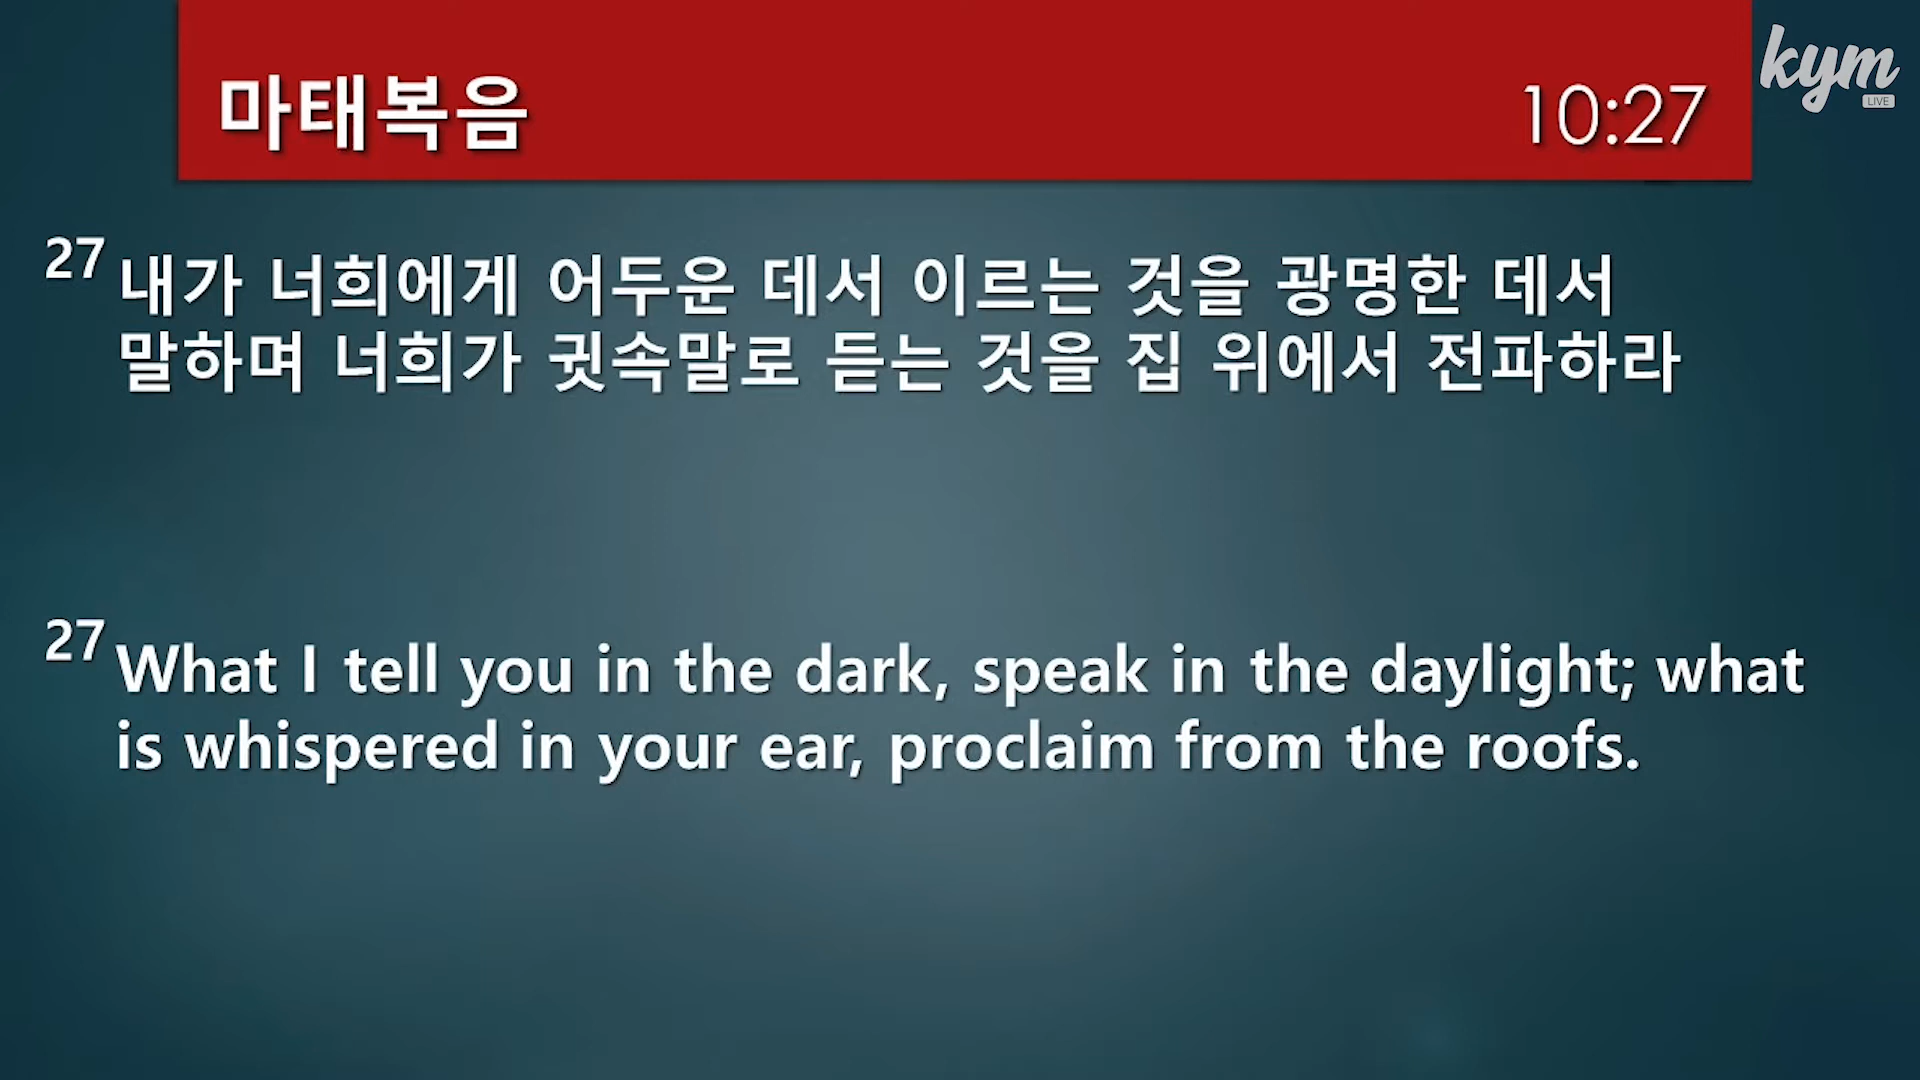 마태복음 10:27
kym
LIVE
27 내가 너희에게 어두운 데서 이르는 것을 광명한 데서
말하며 너희가 귓속말로 듣는 것을 집 위에서 전파하라
27 What I tell you in the dark, speak in the daylight; what
is whispered in your ear, proclaim from the roofs.